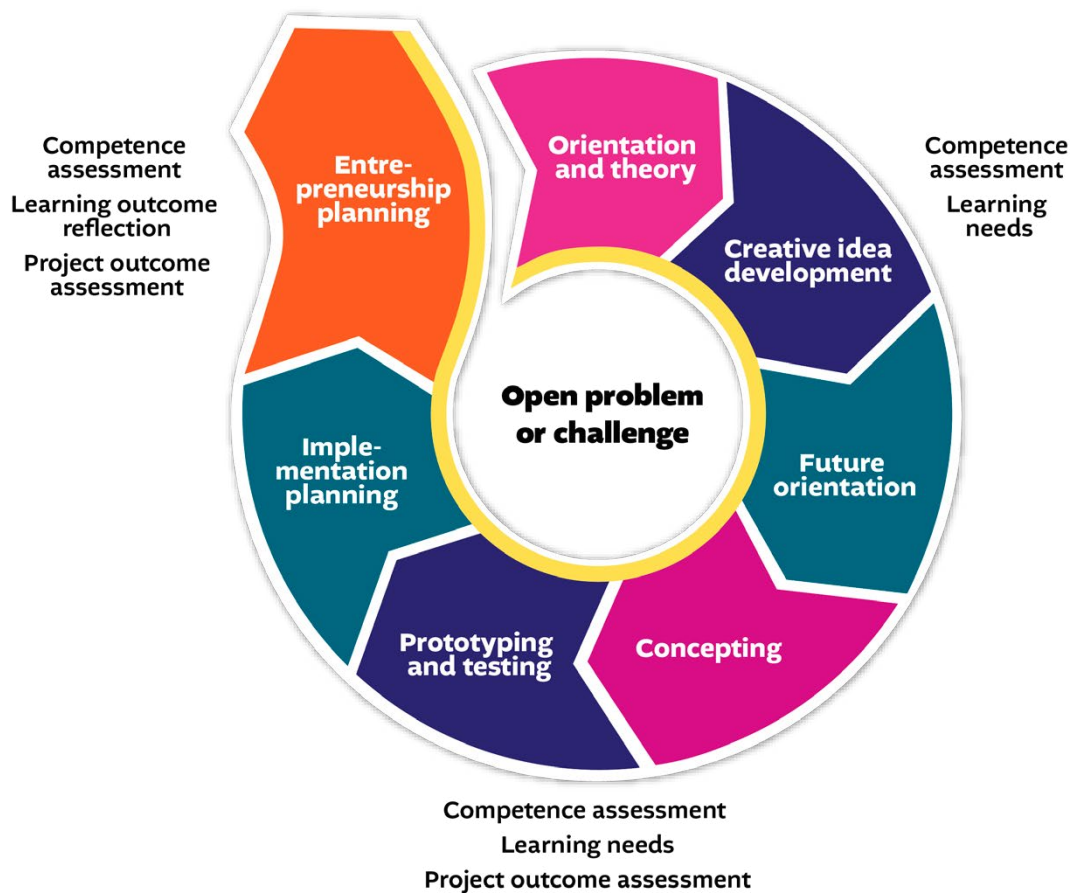 Orientation
and theory
Creative idea
development
Competence
assessment
Learning
needs
Future
orientation
Concepting
Prototyping
and testing
Competence assessment
Learning needs
Project outcome assessment
Imple-
mentation
planning
Entre-
preneurship
planning
Competence
assessment
Learning outcome
reflection
Project outcome
assessment
Open problem
or challenge